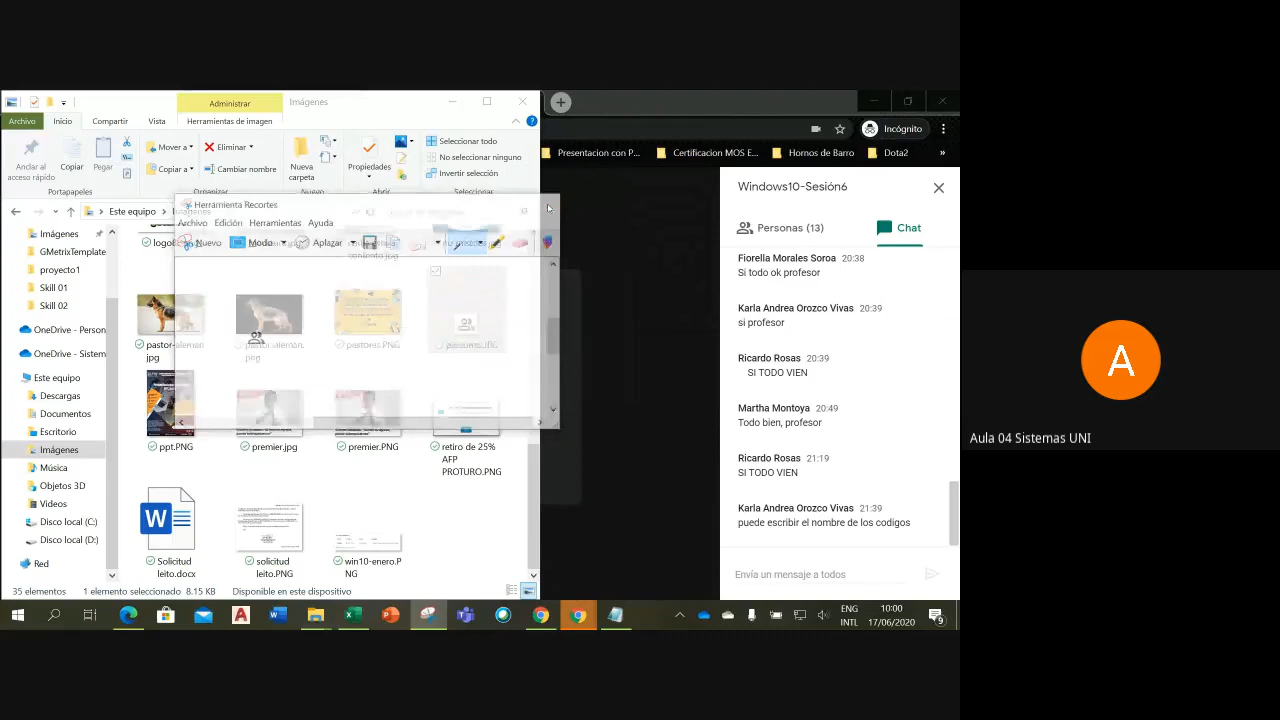 Administrar
Imágenes
Archivo
Inicio
Compartir
Vista
Herramientas de imagen
Andar al
acceso rápido
Copiar
Pegar
Mover a
Copiar a
Eliminar
Cambiar nombre
Nueva
carpeta
Propiedades
Seleccionar todo
No seleccionar ninguno
Invertir selección
Portapapeles
Organizar
Nuevo
Abrir
Seleccionar
Este equipo
Imágenes
Herramienta Recortes
Archivo
Edición
Herramientas
Ayuda
Nuevo
Modo
Aplazar
Imágenes
GMetrixTemplate
proyecto1
Skill 01
Skill 02
OneDrive - Person
OneDrive - Sistem
Este equipo
Descargas
Documentos
Escritorio
Imágenes
Música
Objetos 3D
Videos
Disco local (C:)
Disco local (D:)
Red
pastor-aleman.
jpg
pastor-aleman.
png
pastores.PNG
ppt.PNG
premier.jpg
premier.PNG
retiro de 25%
AFP
PROTURO.PNG
Solicitud
leito.docx
solicitud
leito.PNG
win10-enero.P
NG
35 elementos
1 elemento seleccionado 8.15 KB
Disponible en este dispositivo
Incógnito
Presentacion con P...
Certificacion MOS E...
Hornos de Barro
Dota2
»
Windows10-Sesión6
Personas (13)
Chat
Fiorella Morales Soroa 20:38
Si todo ok profesor
Karla Andrea Orozco Vivas 20:39
si profesor
Ricardo Rosas 20:39
SI TODO VIEN
Martha Montoya 20:49
Todo bien, profesor
Ricardo Rosas 21:19
SI TODO VIEN
Karla Andrea Orozco Vivas 21:39
puede escribir el nombre de los codigos
Envía un mensaje a todos
ENG
INTL
10:00
17/06/2020
9
A
Aula 04 Sistemas UNI